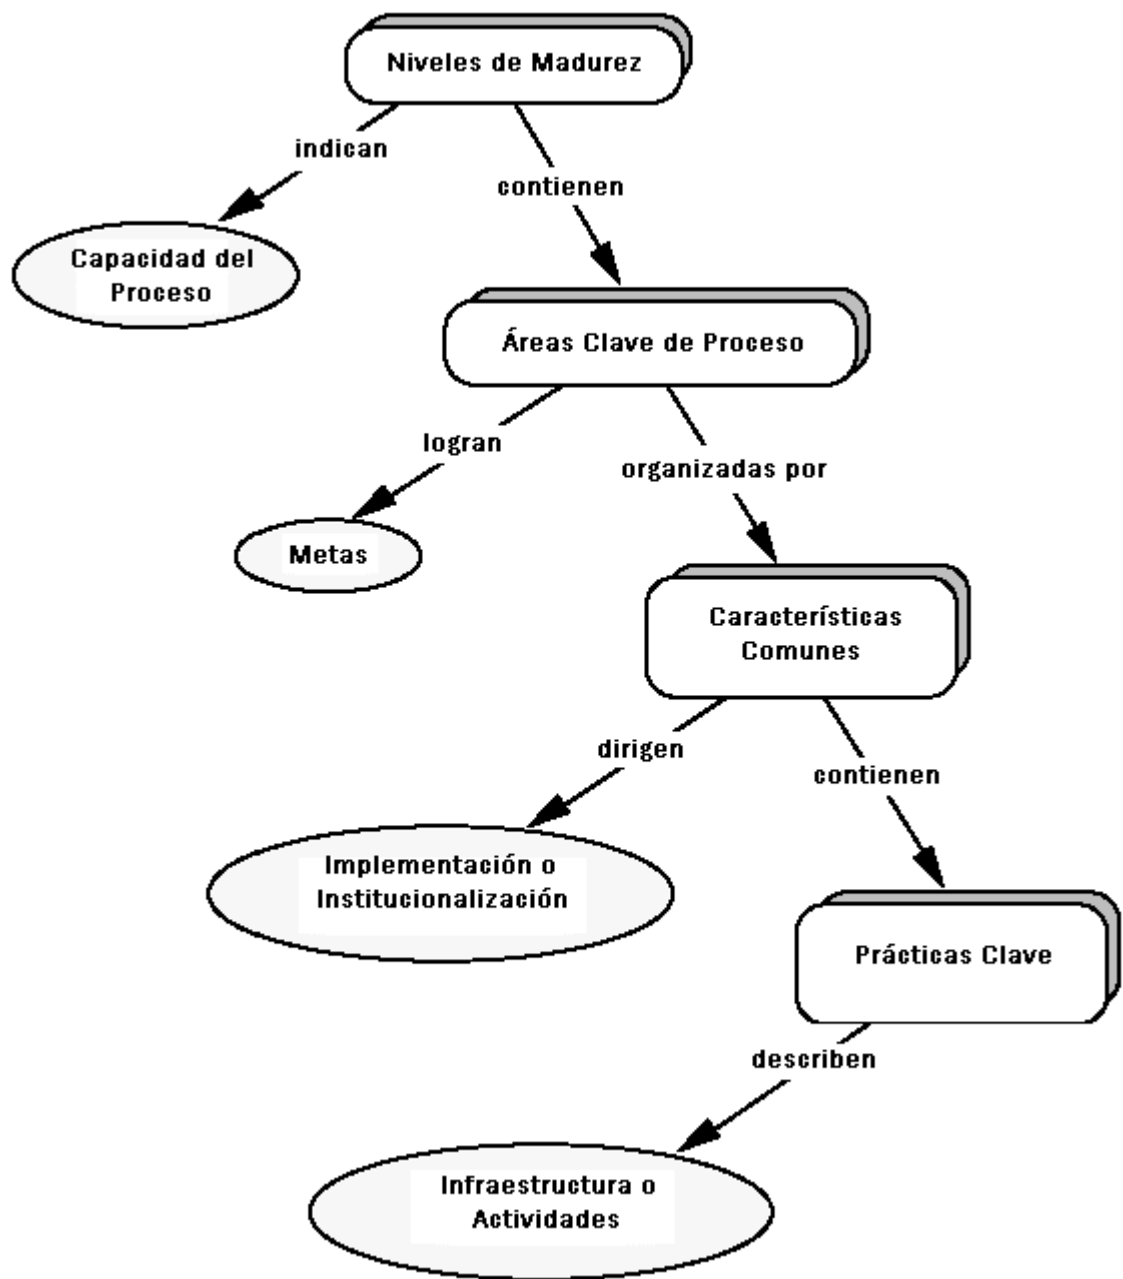 Niveles de Madurez
indican
contienen
Capacidad del
Proceso
Áreas Clave de Proceso
logran
organizadas por
Metas
Características
Comunes
dirigen
contienen
Implementación o
Institucionalización
Prácticas Clave
describen
Infraestructura o
Actividades